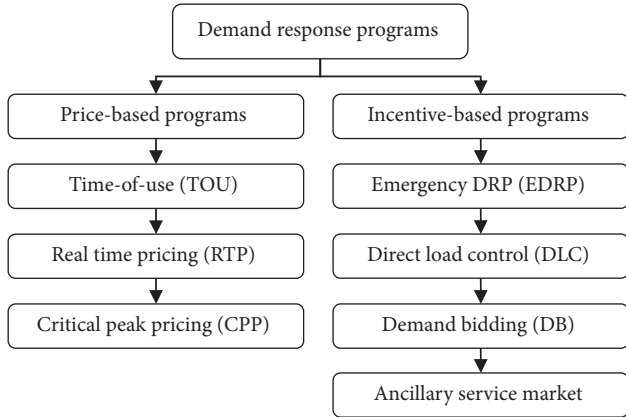 Demand response programs
Price-based programs
Time-of-use (TOU)
Real time pricing (RTP)
Critical peak pricing (CPP)
Incentive-based programs
Emergency DRP (EDRP)
Direct load control (DLC)
Demand bidding (DB)
Ancillary service market